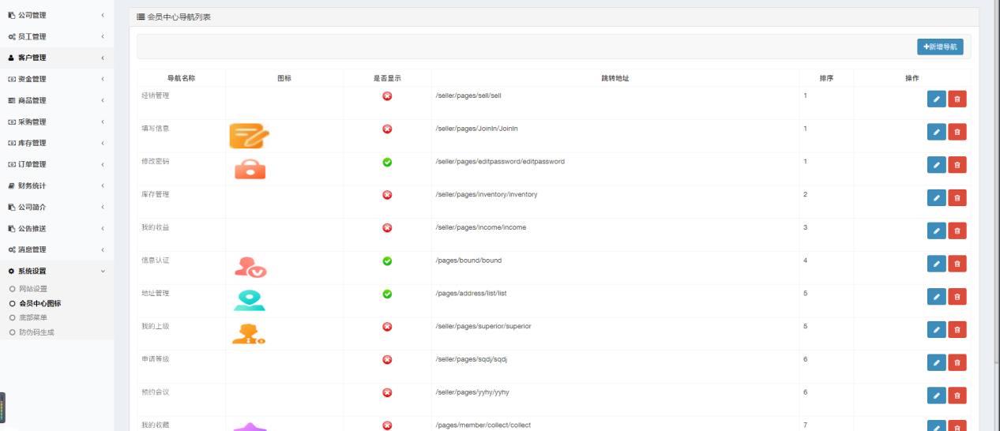 公司管理
员工管理
客户管理
资金管理
商品管理
采购管理
库存管理
订单管理
财务统计
公司简介
公告推送
消息管理
系统设置
网站设置
会员中心图标
底部菜单
防伪码生成
会员中心导航列表
新增导航
导航名称 图标 是否显示 跳转地址 排序 操作
经销管理 /seller/pages/sell/sell 1
填写信息 /seller/pages/JoinIn/JoinIn 1
修改密码 /seller/pages/editpassword/editpassword 1
库存管理 /seller/pages/inventory/inventory 2
我的收益 /seller/pages/income/income 3
信息认证 /pages/bound/bound 4
地址管理 /pages/address/list/list 5
我的上级 /seller/pages/superior/superior 5
申请等级 /seller/pages/sqdj/sqdj 6
预约会议 /seller/pages/yyhy/yyhy 6
我的收藏 /pages/member/collect/collect 7